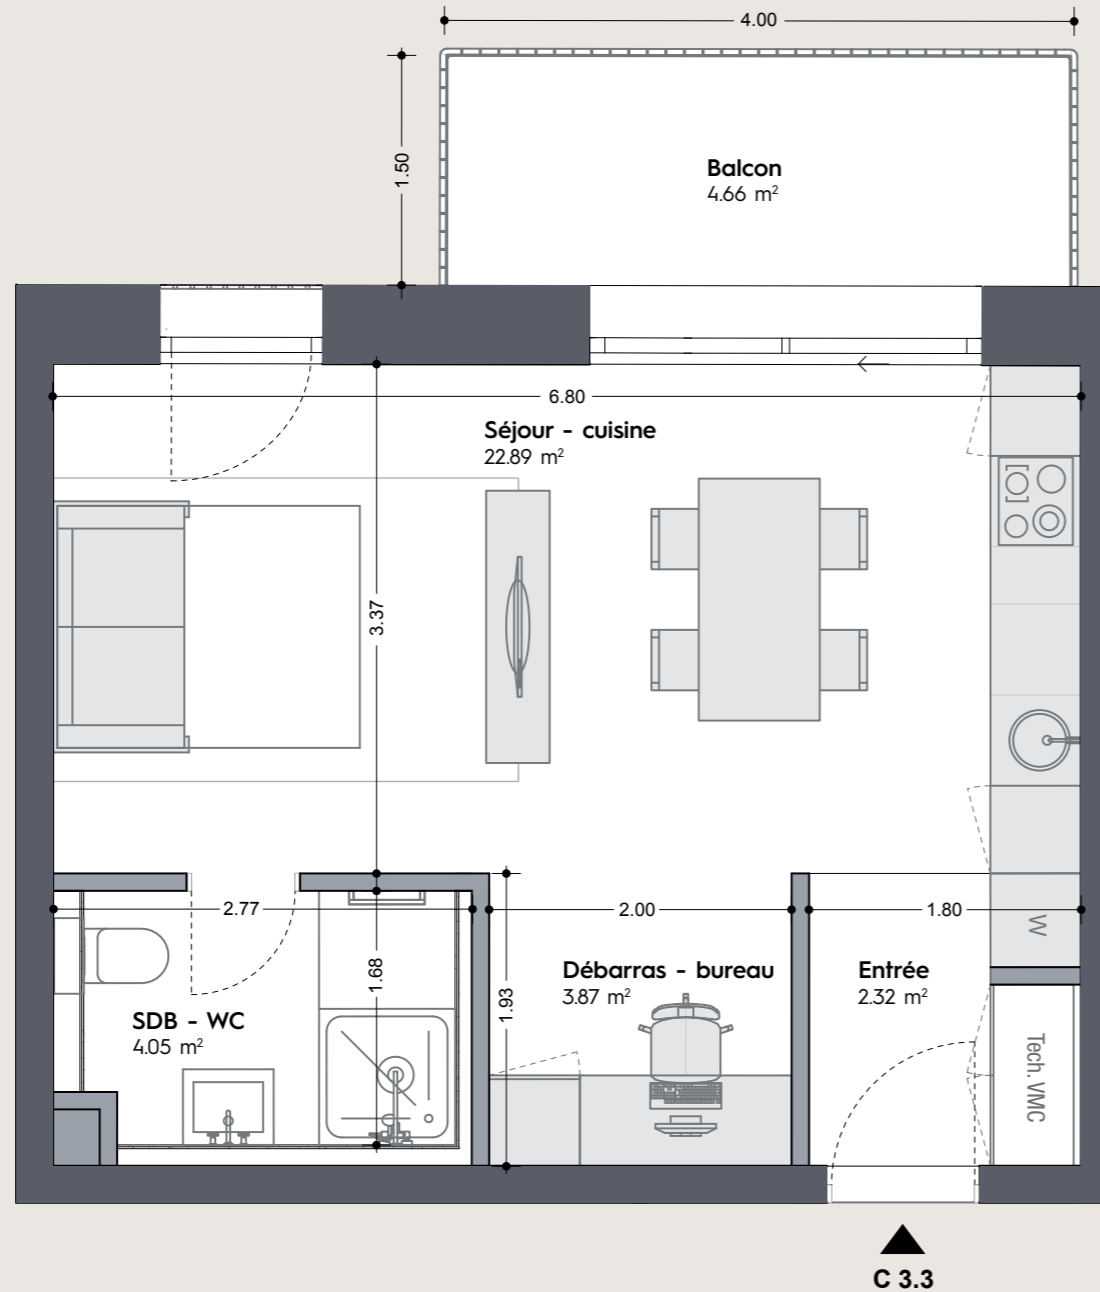 4.00
1.50
Balcon
4.66 m²
6.80
Séjour - cuisine
22.89 m²
3.37
2.77
2.00
1.80
W
1.68
1.93
Débarras - bureau
3.87 m²
Entrée
2.32 m²
SDB - WC
4.05 m²
Tech. VMC
C 3.3